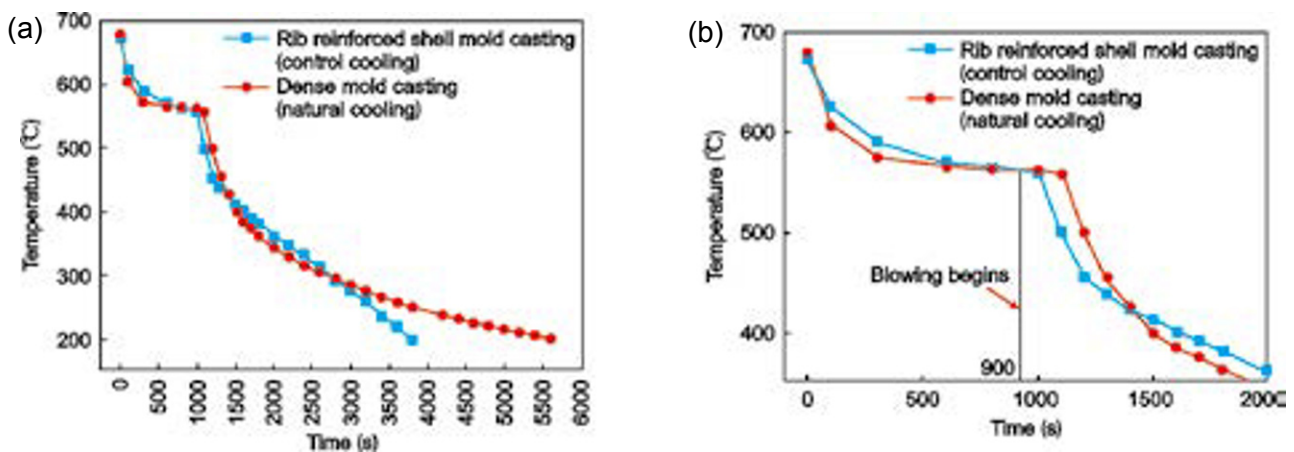 (a)
700
600
500
400
300
200
Temperature (℃)
Rib reinforced shell mold casting
(control cooling)
Dense mold casting
(natural cooling)
0
500
1000
1500
2000
2500
3000
3500
4000
4500
5000
5500
6000
Time (s)
(b)
700
600
500
400
Temperature (℃)
Rib reinforced shell mold casting
(control cooling)
Dense mold casting
(natural cooling)
Blowing begins
900
0
500
1000
1500
2000
Time (s)